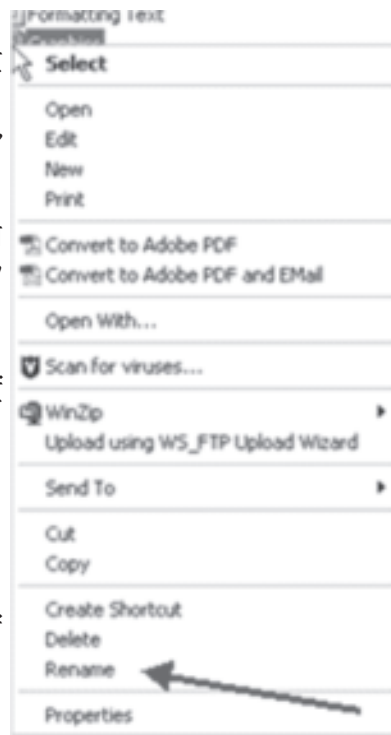 Formatting Text
Select
Open
Edit
New
Print
Convert to Adobe PDF
Convert to Adobe PDF and EMail
Open With...
Scan for viruses...
WinZip
Upload using WS_FTP Upload Wizard
Send To
Cut
Copy
Create Shortcut
Delete
Rename
Properties